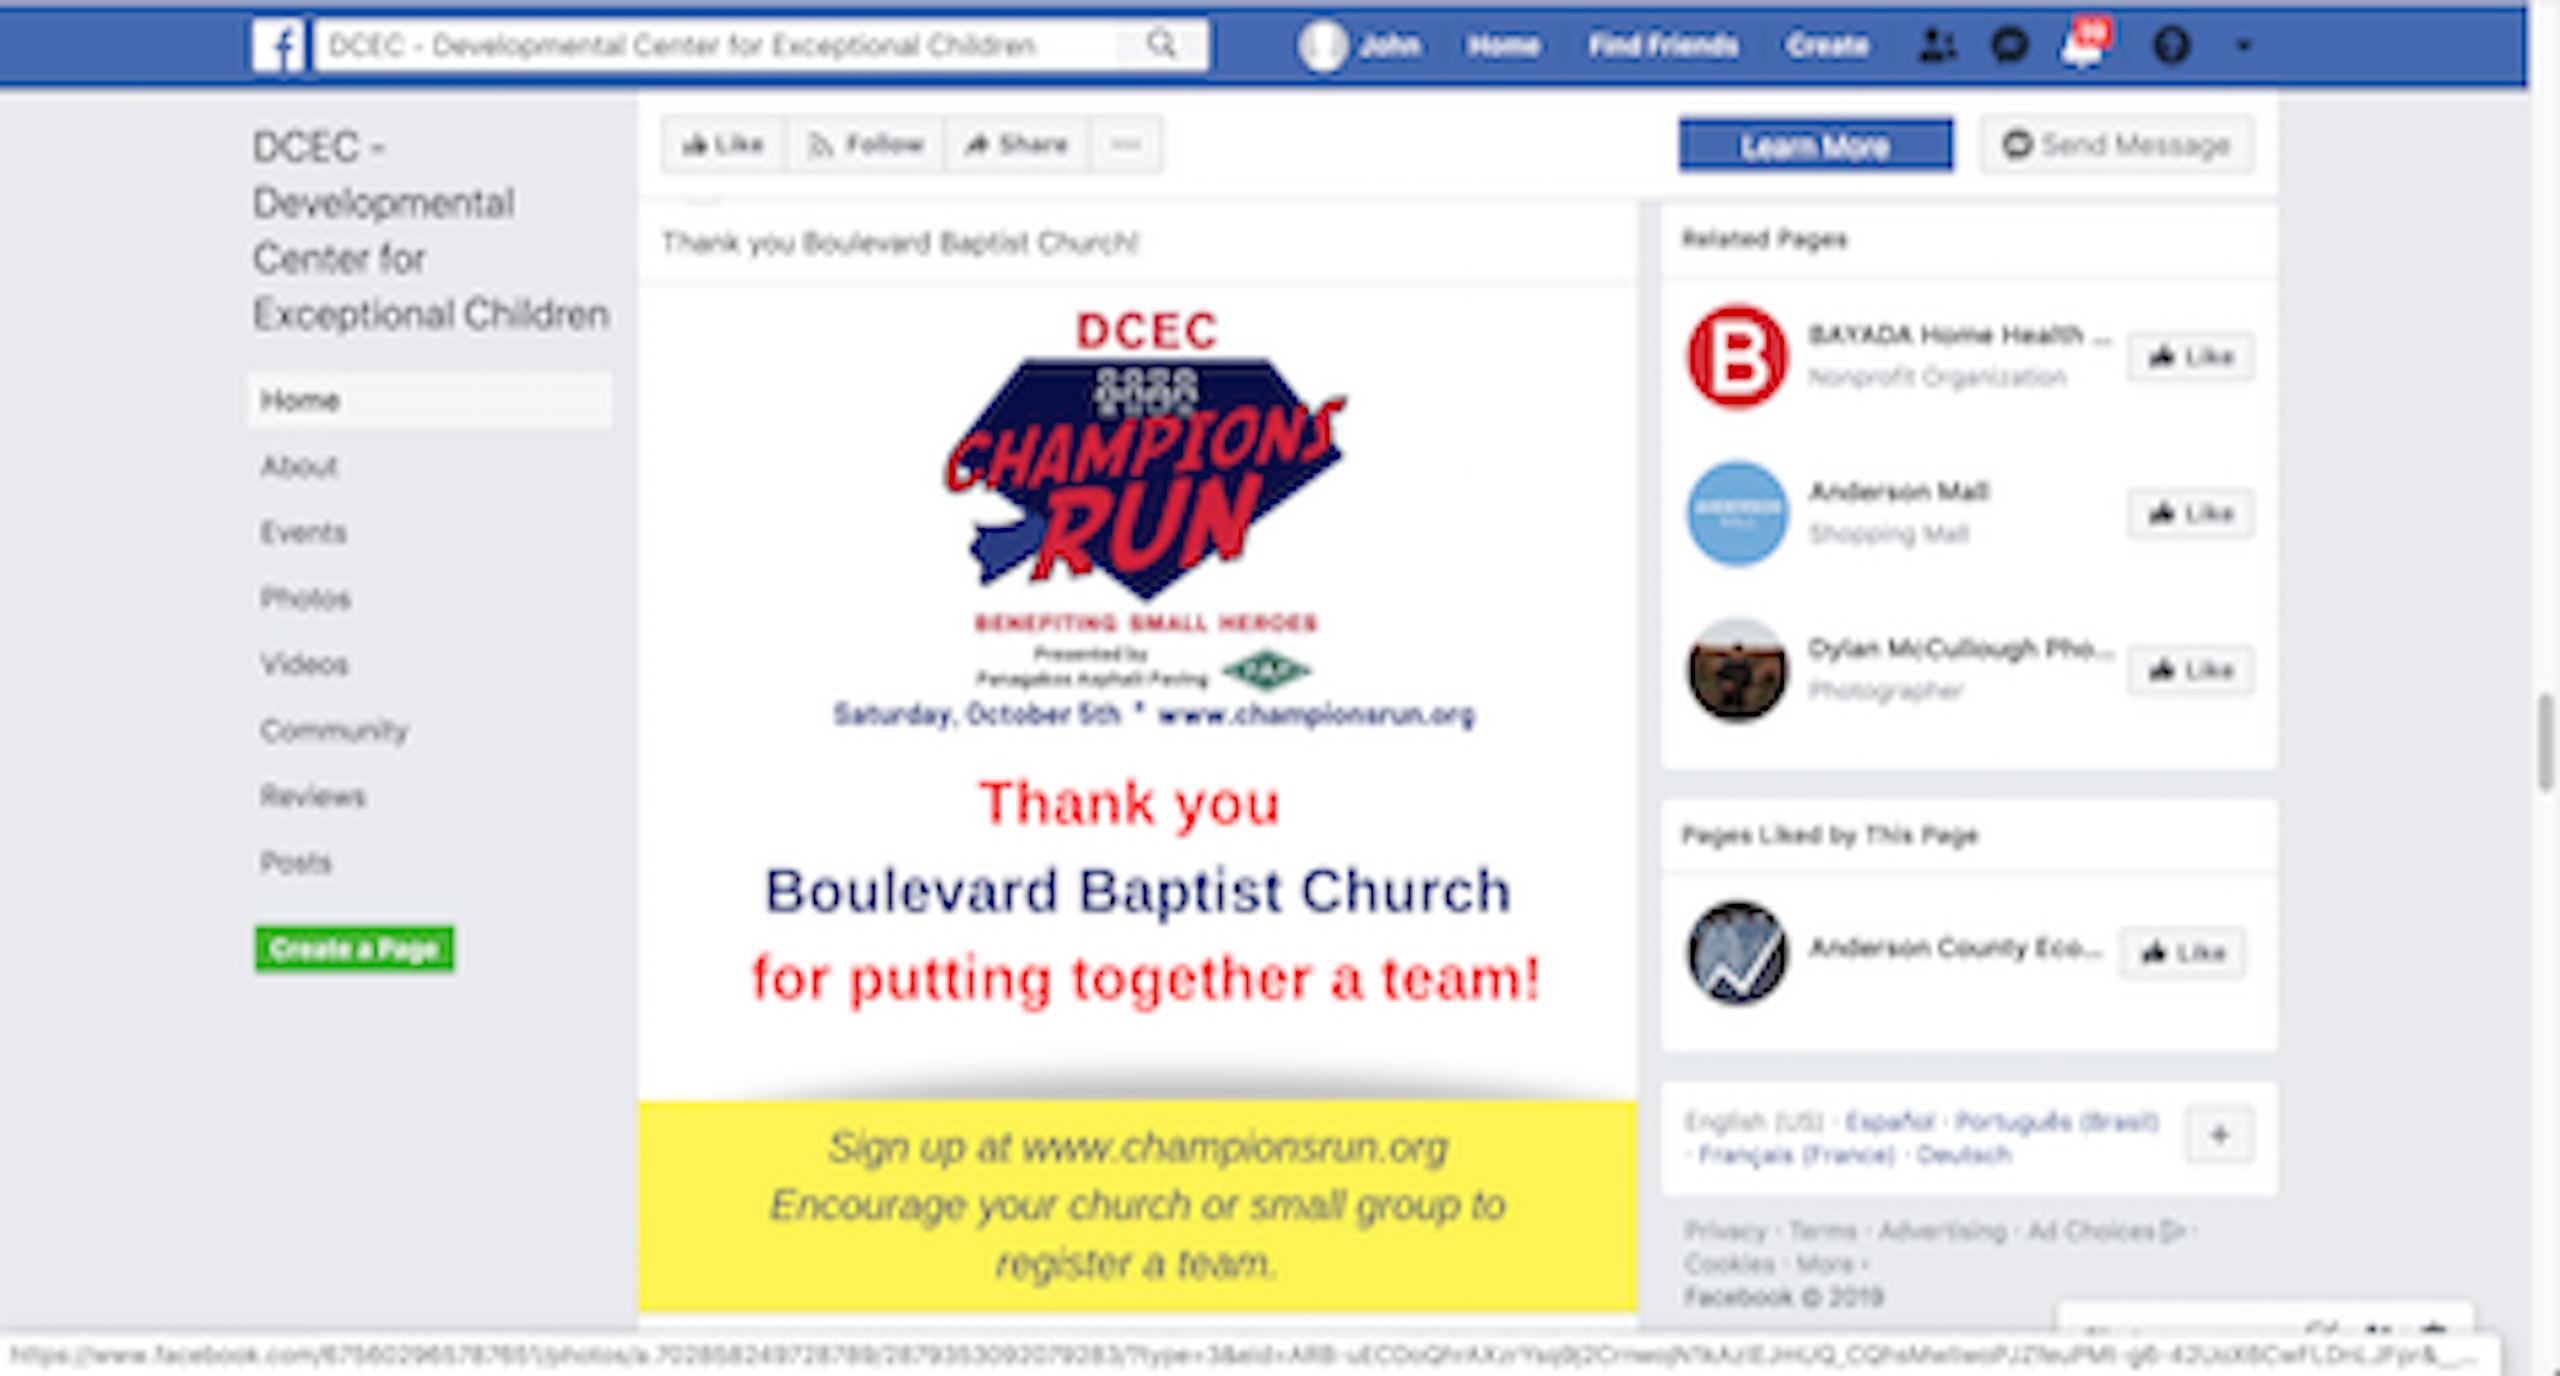 DCEC - Developmental Center for Exceptional Children
John Home Find Friends Create
DCEC -
Developmental
Center for
Exceptional Children
Home
About
Events
Photos
Videos
Community
Reviews
Posts
Create a Page
Like Follow Share ...
Learn More Send Message
Thank you Boulevard Baptist Church!
DCEC
CHAMPIONS
RUN
BENEFITING SMALL HEROES
Presented by
Panagakos Asphalt Paving PAP
Saturday, October 5th * www.championsrun.org
Thank you
Boulevard Baptist Church
for putting together a team!
Sign up at www.championsrun.org
Encourage your church or small group to
register a team.
Related Pages
B
BAYADA Home Health ...
Nonprofit Organization
Like
ANDERSON
MALL
Anderson Mall
Shopping Mall
Like
Dylan McCullough Pho...
Photographer
Like
Pages Liked by This Page
Anderson County Eco...
Like
English (US) · Español · Português (Brasil)
· Français (France) · Deutsch
+
Privacy · Terms · Advertising · Ad Choices ·
Cookies · More
Facebook © 2019